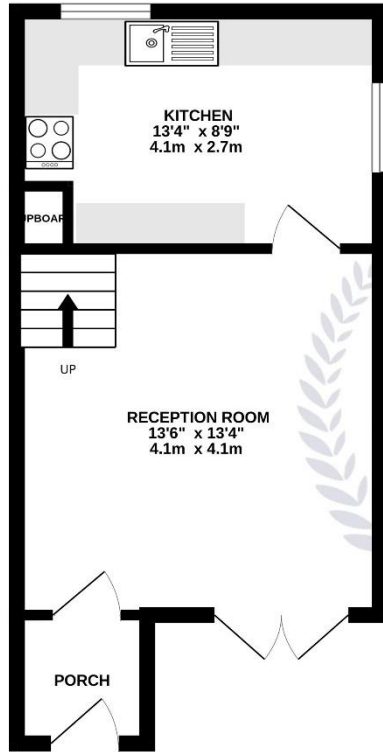 KITCHEN
13'4" x 8'9"
4.1m x 2.7m
UPBOAR
UP
RECEPTION ROOM
13'6" x 13'4"
4.1m x 4.1m
PORCH